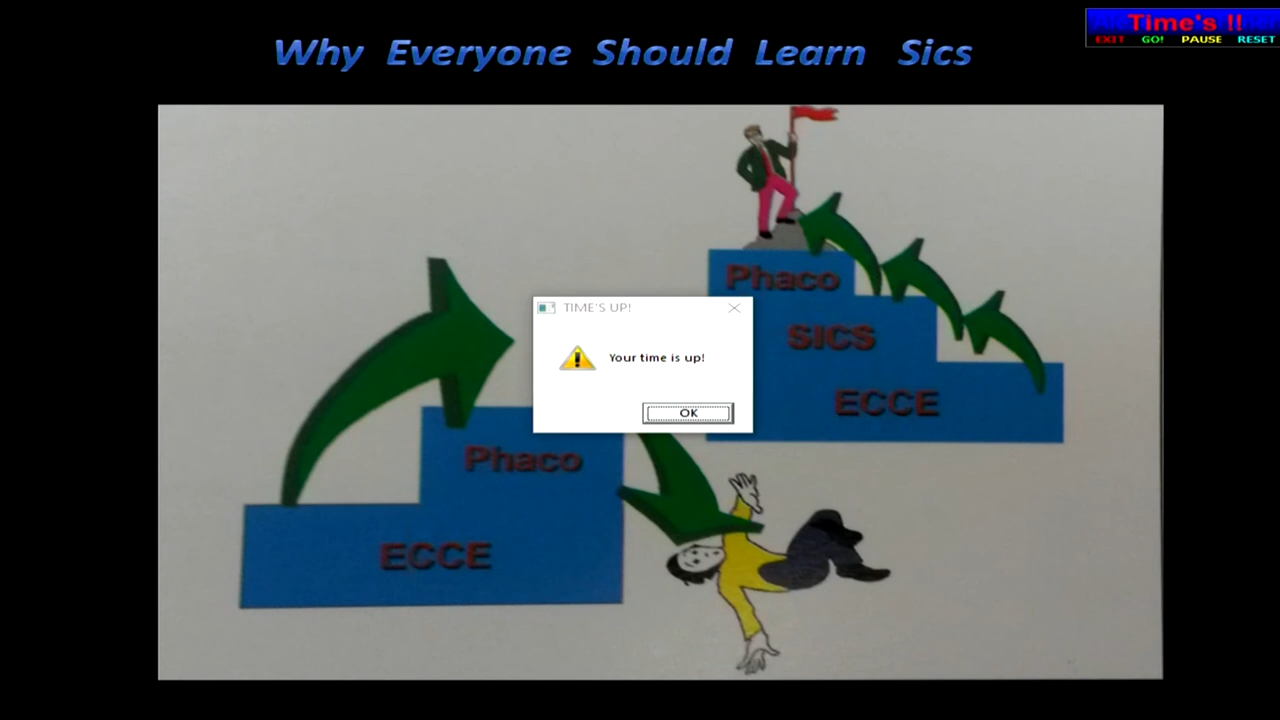 Why Everyone Should Learn Sics
Time's !!
EXIT GO! PAUSE RESET
Phaco
SICS
ECCE
TIME'S UP!
Your time is up!
OK
Phaco
ECCE